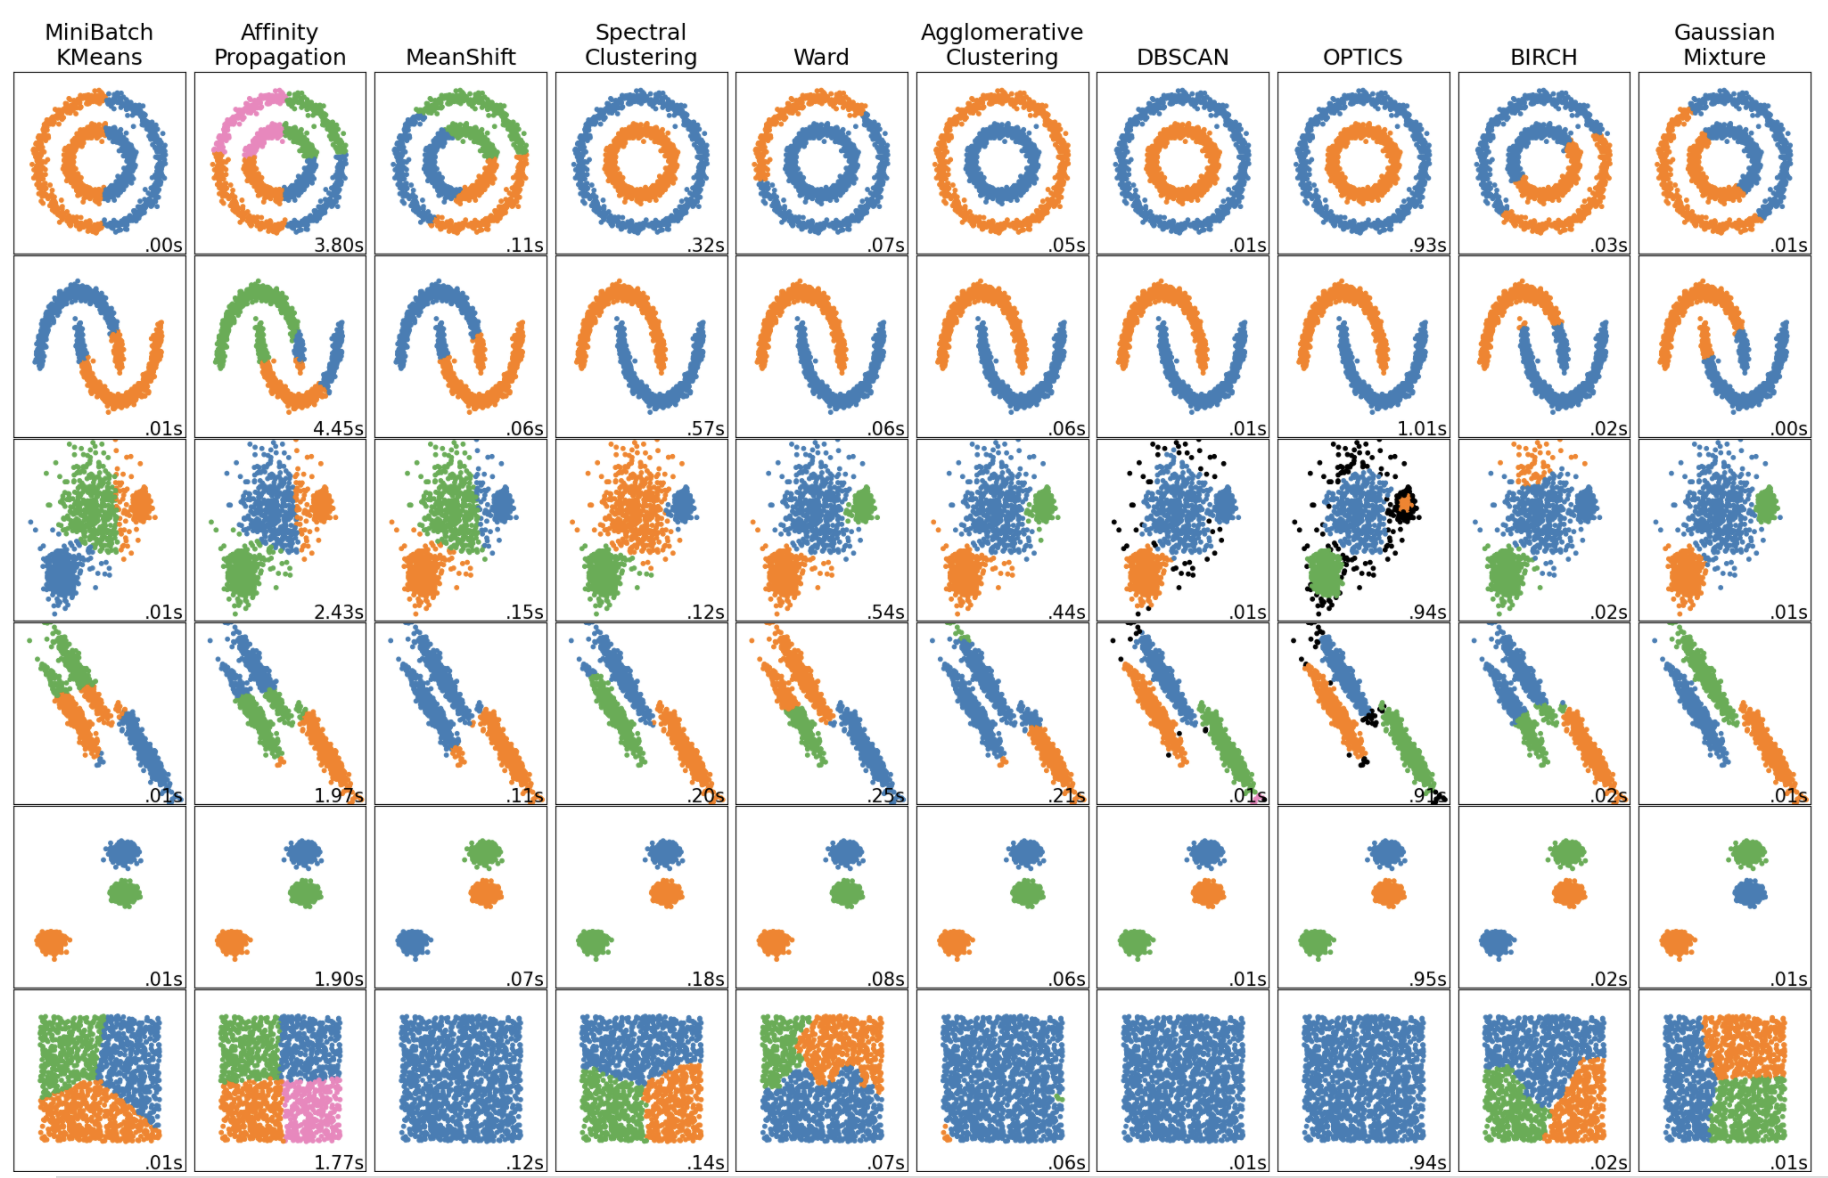 MiniBatch
KMeans
Affinity
Propagation
MeanShift
Spectral
Clustering
Ward
Agglomerative
Clustering
DBSCAN
OPTICS
BIRCH
Gaussian
Mixture
.00s
3.80s
.11s
.32s
.07s
.05s
.01s
.93s
.03s
.01s
.01s
4.45s
.06s
.57s
.06s
.06s
.01s
1.01s
.02s
.00s
.01s
2.43s
.15s
.12s
.54s
.44s
.01s
.94s
.02s
.01s
.01s
1.97s
.11s
.20s
.25s
.21s
.01s
.91s
.02s
.01s
.01s
1.90s
.07s
.18s
.08s
.06s
.01s
.95s
.02s
.01s
.01s
1.77s
.12s
.14s
.07s
.06s
.01s
.94s
.02s
.01s